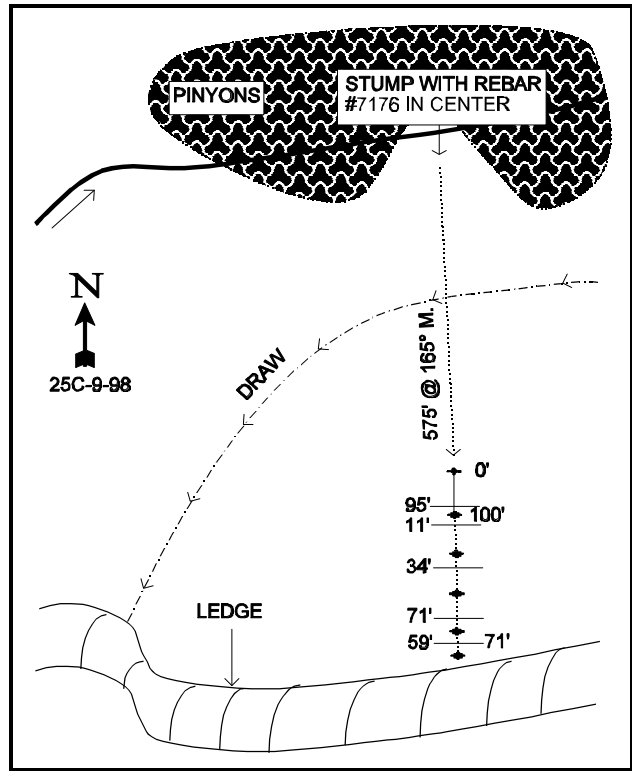 PINYONS
STUMP WITH REBAR
#7176 IN CENTER
N
25C-9-98
DRAW
575' @ 165° M.
0'
95'
100'
11'
34'
71'
59'
71'
LEDGE